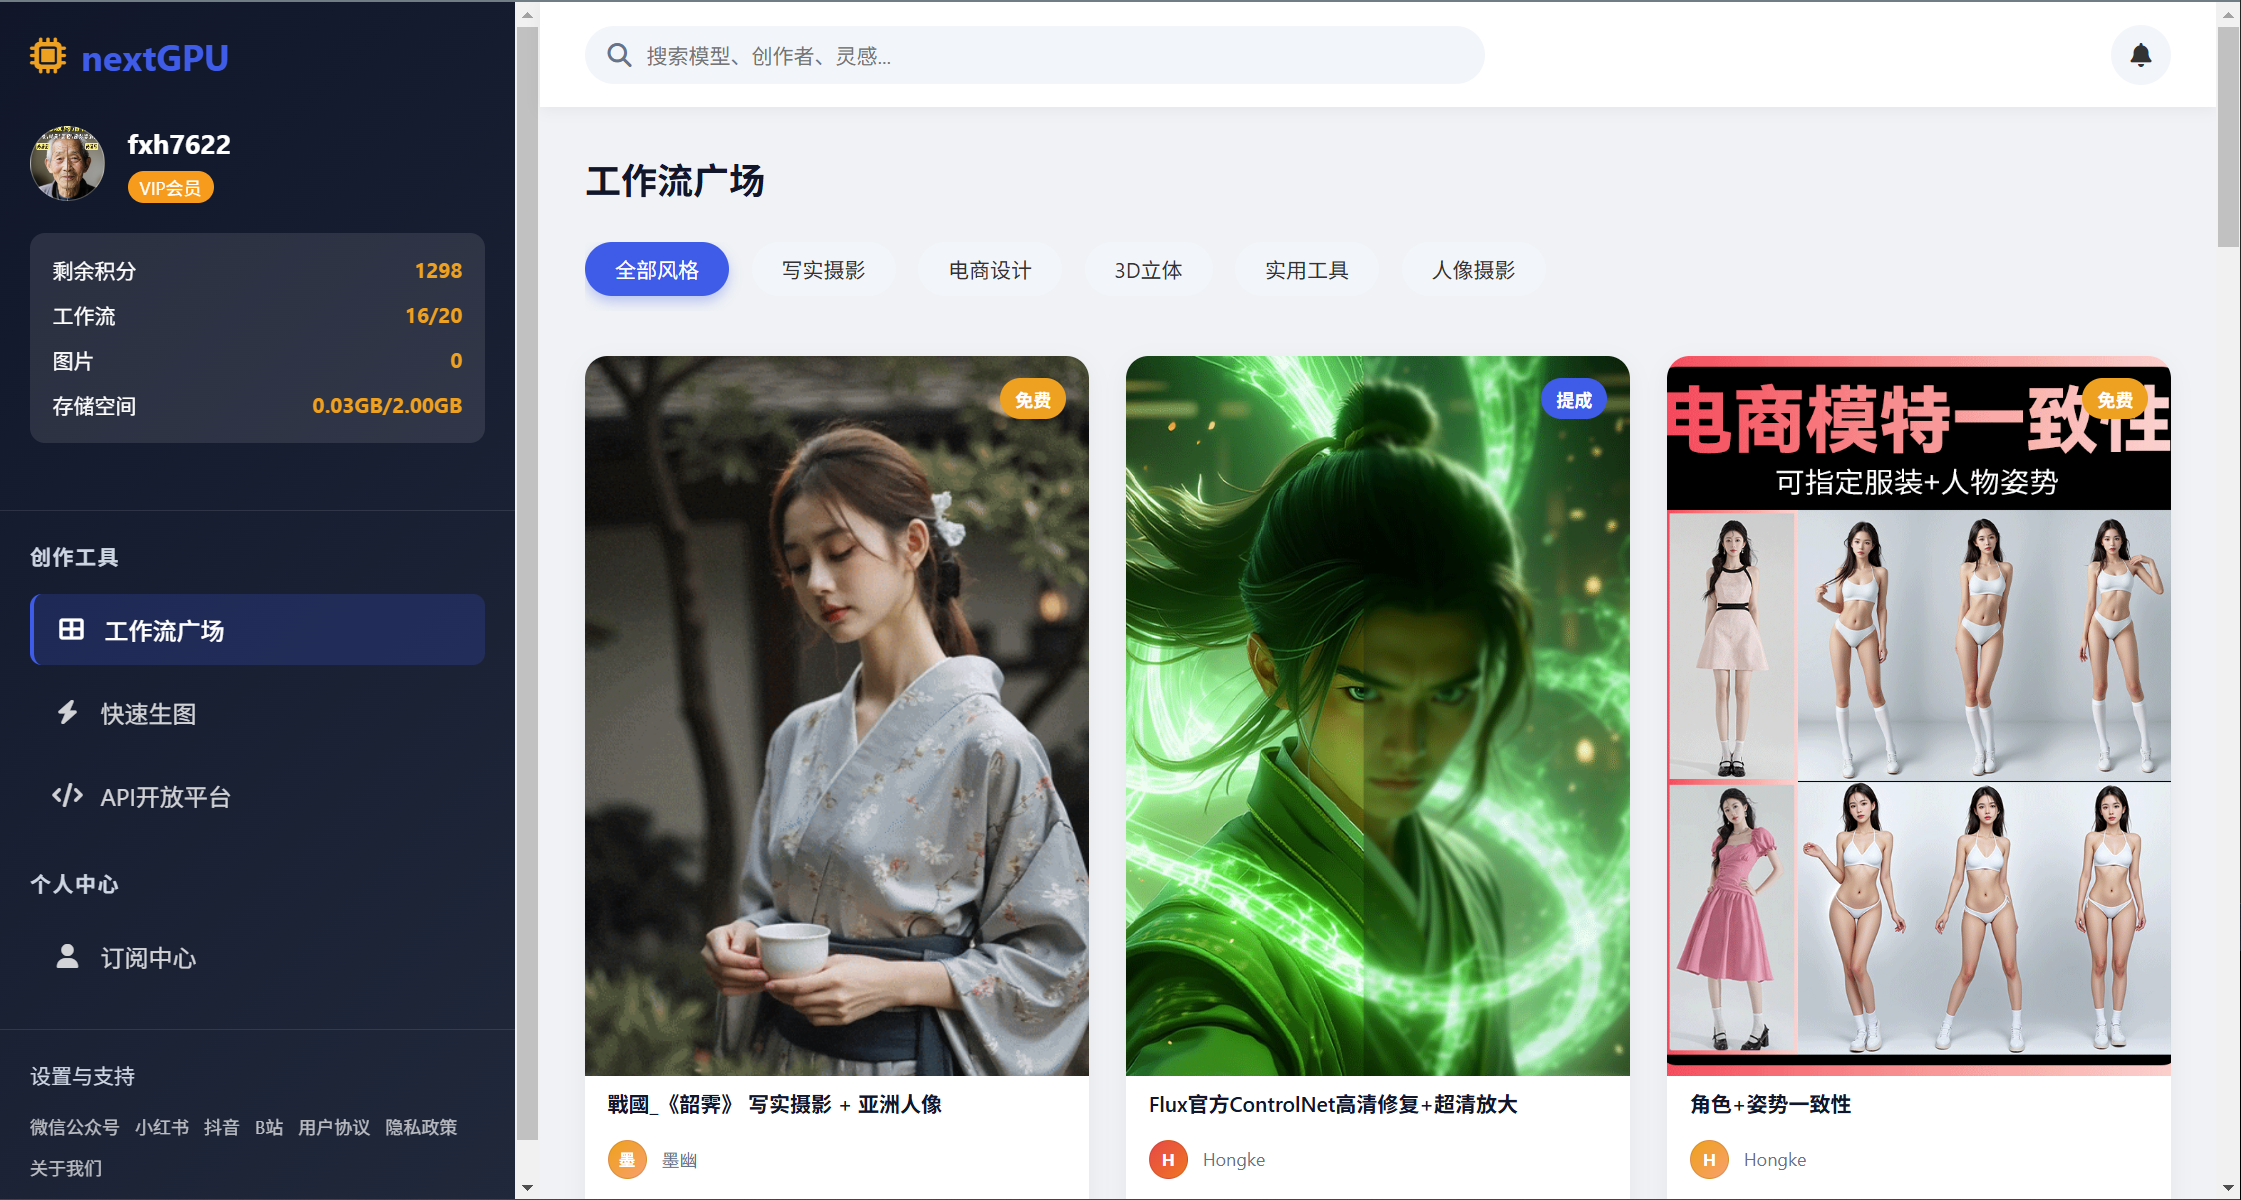 nextGPU
fxh7622
VIP会员
剩余积分 1298
工作流 16/20
图片 0
存储空间 0.03GB/2.00GB
创作工具
工作流广场
快速生图
API开放平台
个人中心
订阅中心
设置与支持
微信公众号 小红书 抖音 B站 用户协议 隐私政策
关于我们
搜索模型、创作者、灵感...
工作流广场
全部风格 写实摄影 电商设计 3D立体 实用工具 人像摄影
免费
戰國_《韶霁》 写实摄影 + 亚洲人像
墨 墨幽
提成
Flux官方ControlNet高清修复+超清放大
H Hongke
免费
电商模特一致性
可指定服装+人物姿势
角色+姿势一致性
H Hongke